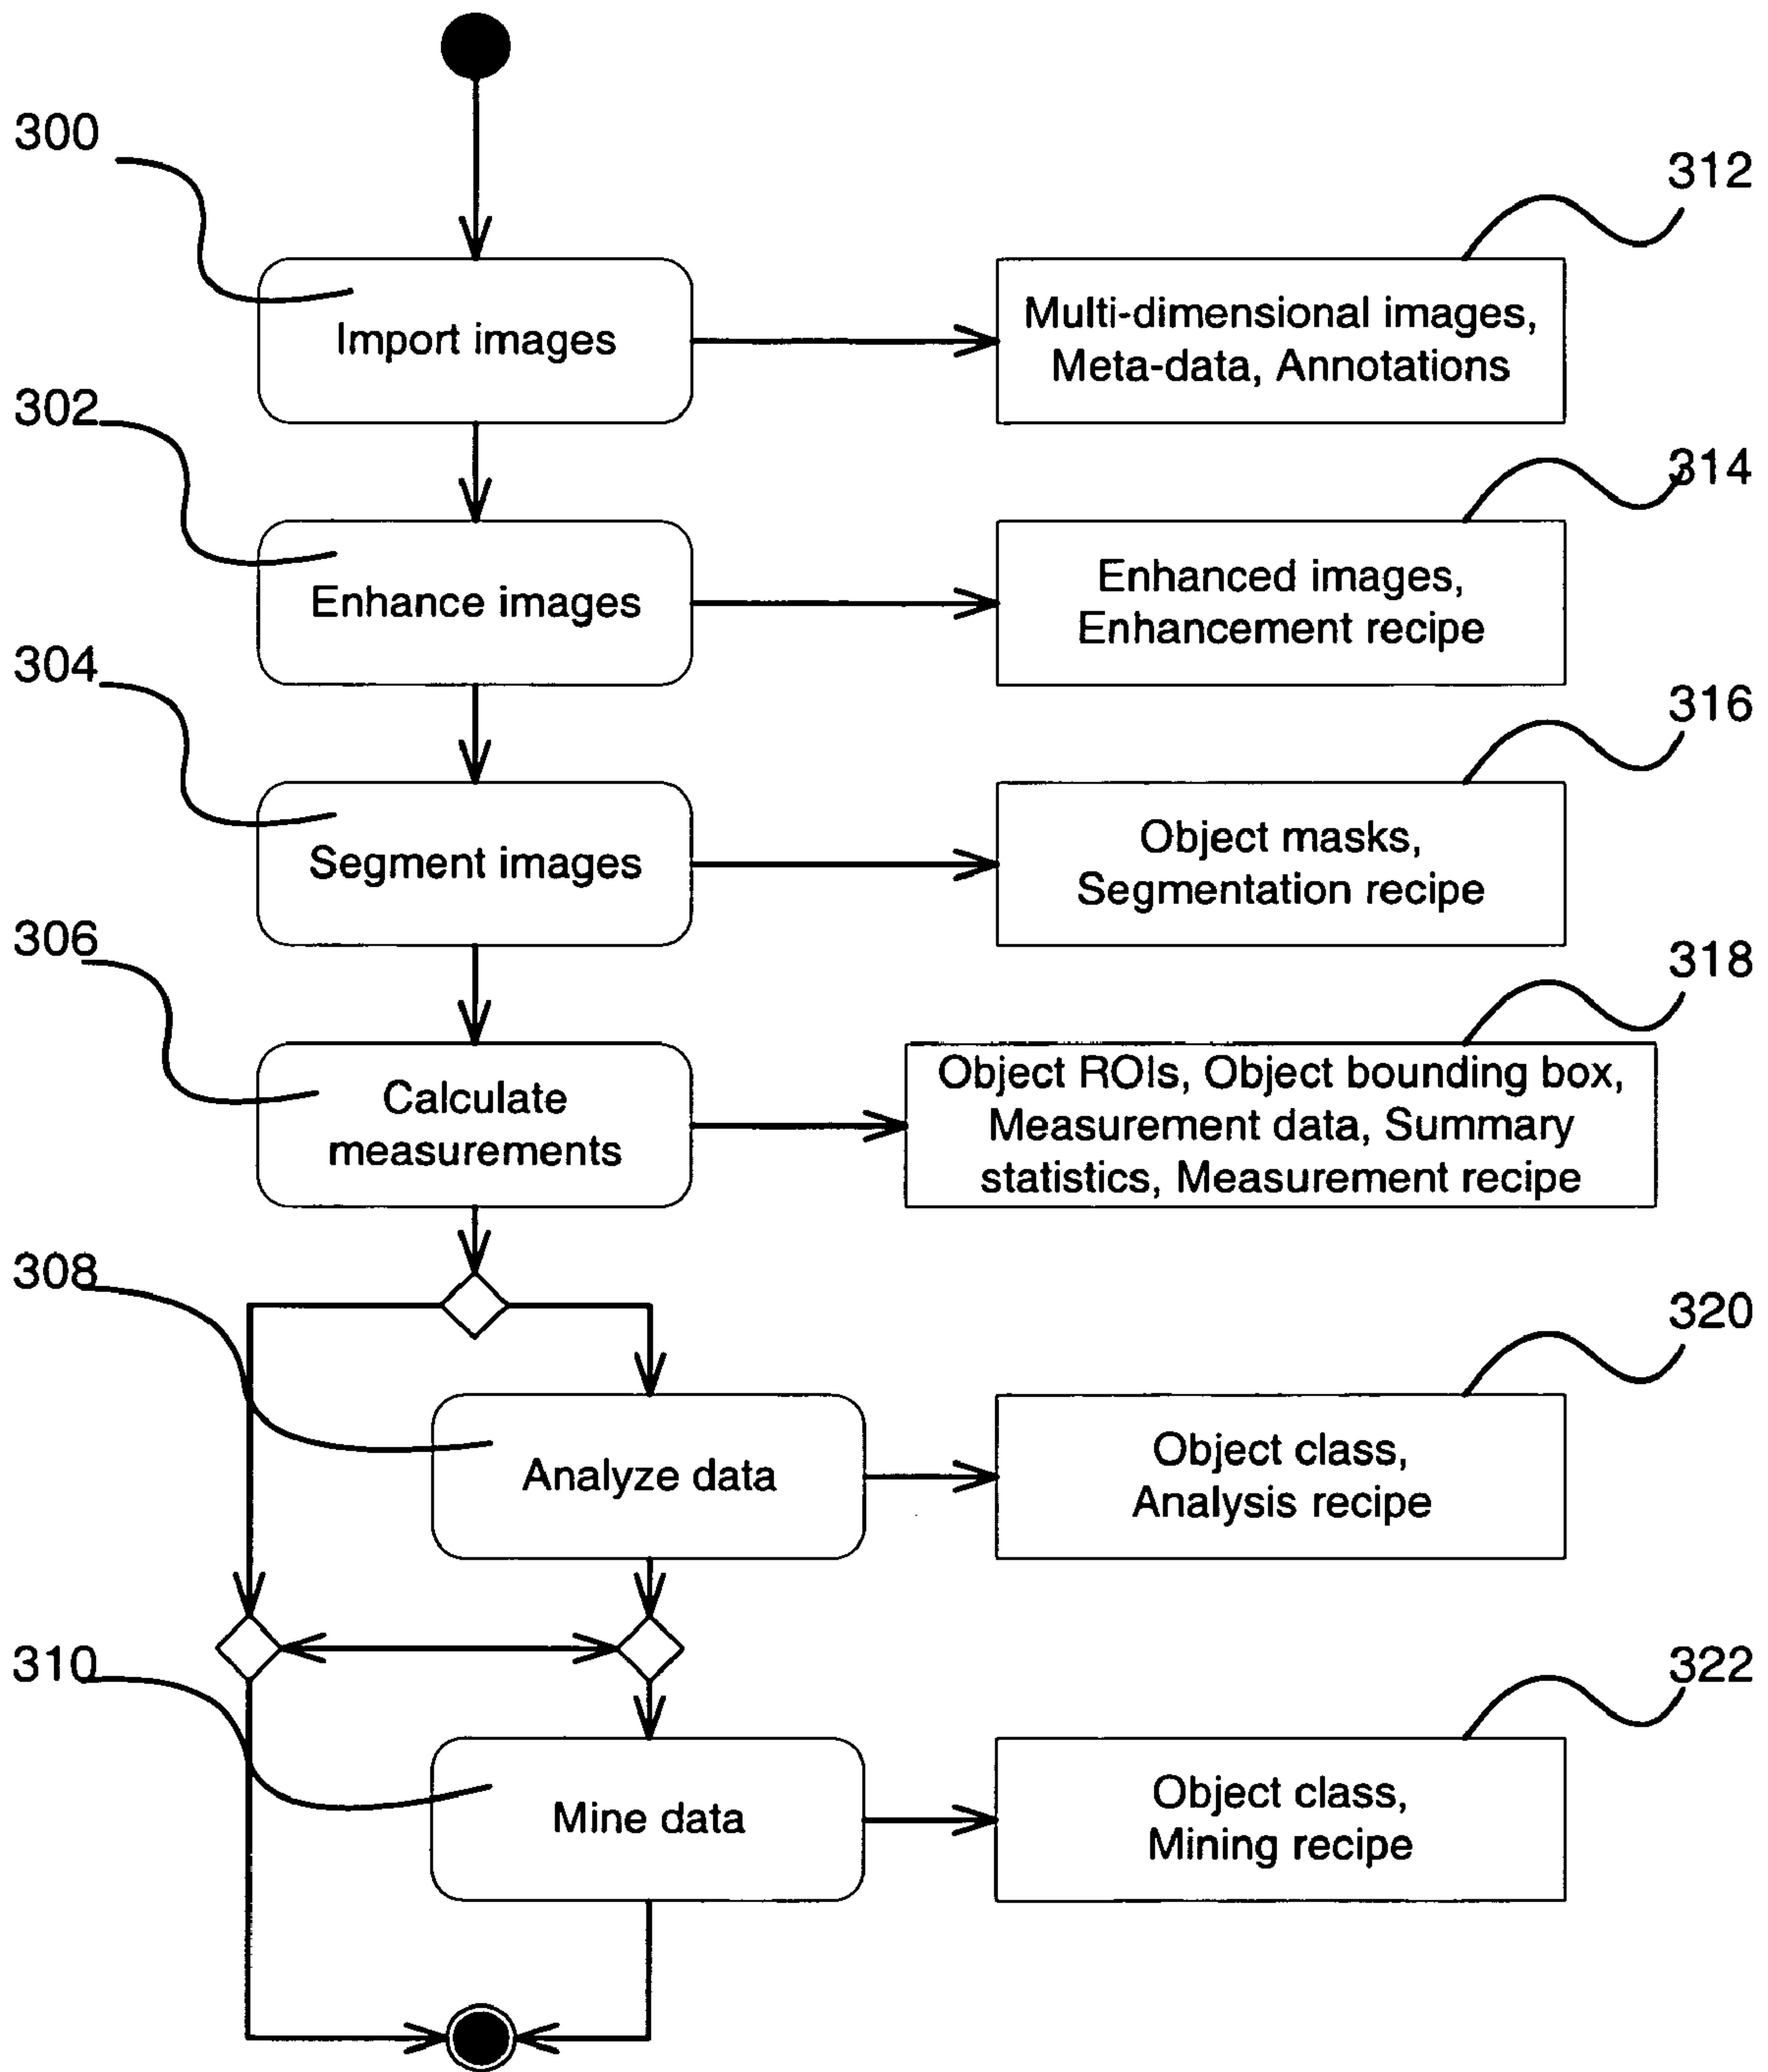 300
312
Import images
Multi-dimensional images,
Meta-data, Annotations
302
314
Enhance images
Enhanced images,
Enhancement recipe
304
316
Segment images
Object masks,
Segmentation recipe
306
318
Calculate
measurements
Object ROIs, Object bounding box,
Measurement data, Summary
statistics, Measurement recipe
308
320
Analyze data
Object class,
Analysis recipe
310
322
Mine data
Object class,
Mining recipe